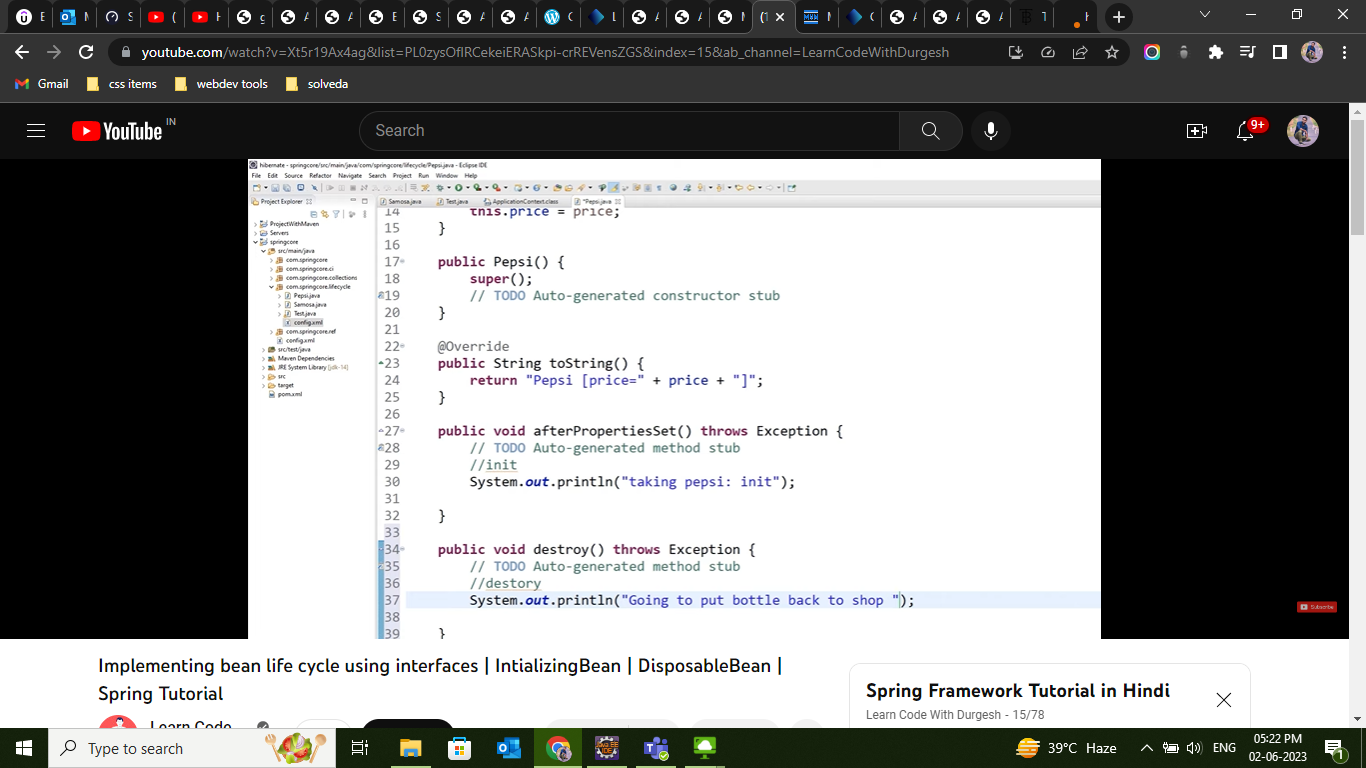 youtube.com/watch?v=Xt5r19Ax4ag&list=PL0zysOflRCekeiERASkpi-crREVensZGS&index=15&ab_channel=LearnCodeWithDurgesh
Gmail
css items
webdev tools
solveda
YouTube IN
Search
9+
hibernate - springcore/src/main/java/com/springcore/lifecycle/Pepsi.java - Eclipse IDE
File Edit Source Refactor Navigate Search Project Run Window Help
Project Explorer
Samosa.java
Test.java
ApplicationContext.class
*Pepsi.java
ProjectWithMaven
Servers
springcore
src/main/java
com.springcore
com.springcore.ci
com.springcore.collections
com.springcore.lifecycle
Pepsi.java
Samosa.java
Test.java
config.xml
com.springcore.ref
config.xml
src/test/java
Maven Dependencies
JRE System Library [jdk-14]
src
target
pom.xml
14 this.price = price;
15 }
16
17 public Pepsi() {
18 super();
19 // TODO Auto-generated constructor stub
20 }
21
22 @Override
23 public String toString() {
24 return "Pepsi [price=" + price + "]";
25 }
26
27 public void afterPropertiesSet() throws Exception {
28 // TODO Auto-generated method stub
29 //init
30 System.out.println("taking pepsi: init");
31
32 }
33
34 public void destroy() throws Exception {
35 // TODO Auto-generated method stub
36 //destory
37 System.out.println("Going to put bottle back to shop ");
38
39 }
Subscribe
Implementing bean life cycle using interfaces | IntializingBean | DisposableBean |
Spring Tutorial
Learn Code
Spring Framework Tutorial in Hindi
Learn Code With Durgesh - 15/78
Type to search
39°C Haze
ENG
05:22 PM
02-06-2023
1